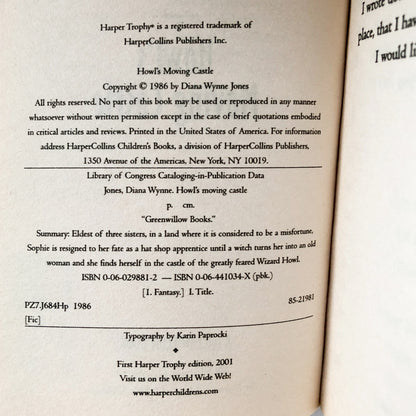 Harper Trophy® is a registered trademark of
HarperCollins Publishers Inc.
Howl's Moving Castle
Copyright © 1986 by Diana Wynne Jones
All rights reserved. No part of this book may be used or reproduced in any manner
whatsoever without written permission except in the case of brief quotations embodied
in critical articles and reviews. Printed in the United States of America. For information
address HarperCollins Children's Books, a division of HarperCollins Publishers,
1350 Avenue of the Americas, New York, NY 10019.
Library of Congress Cataloging-in-Publication Data
Jones, Diana Wynne. Howl's moving castle
p. cm.
"Greenwillow Books."
Summary: Eldest of three sisters, in a land where it is considered to be a misfortune,
Sophie is resigned to her fate as a hat shop apprentice until a witch turns her into an old
woman and she finds herself in the castle of the greatly feared Wizard Howl.
ISBN 0-06-029881-2 — ISBN 0-06-441034-X (pbk.)
[1. Fantasy.] I. Title.
PZ7.J684Hp 1986 85-21981
[Fic]
Typography by Karin Paprocki
First Harper Trophy edition, 2001
Visit us on the World Wide Web!
www.harperchildrens.com
I wrote
place, that I hav
I would li